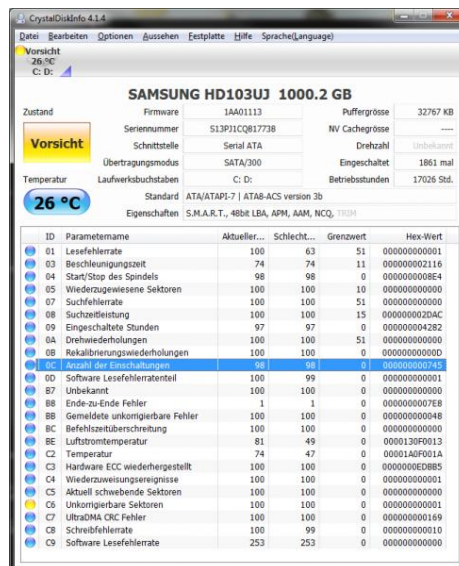 CrystalDiskInfo 4.1.4
Datei Bearbeiten Optionen Aussehen Festplatte Hilfe Sprache(Language)
Vorsicht
26 °C
C: D:
SAMSUNG HD103UJ 1000.2 GB
Zustand
Vorsicht
Temperatur
26 °C
Firmware 1AA01113 Puffergrösse 32767 KB
Seriennummer S13PJ1CQ817738 NV Cachegrösse ----
Schnittstelle Serial ATA Drehzahl Unbekannt
Übertragungsmodus SATA/300 Eingeschaltet 1861 mal
Laufwerksbuchstaben C: D: Betriebsstunden 17026 Std.
Standard ATA/ATAPI-7 | ATA8-ACS version 3b
Eigenschaften S.M.A.R.T., 48bit LBA, APM, AAM, NCQ, TRIM
ID Parametername Aktueller... Schlecht... Grenzwert Hex-Wert
01 Lesefehlerrate 100 63 51 000000000001
03 Beschleunigungszeit 74 74 11 000000002116
04 Start/Stop des Spindels 98 98 0 0000000008E4
05 Wiederzugewiesene Sektoren 100 100 10 000000000000
07 Suchfehlerrate 100 100 51 000000000000
08 Suchzeitleistung 100 100 15 000000002DAC
09 Eingeschaltete Stunden 97 97 0 000000004282
0A Drehwiederholungen 100 100 51 000000000000
0B Rekalibrierungswiederholungen 100 100 0 00000000000D
0C Anzahl der Einschaltungen 98 98 0 000000000745
0D Software Lesefehlerratenteil 100 99 0 000000000001
B7 Unbekannt 100 100 0 000000000000
B8 Ende-zu-Ende Fehler 1 1 0 0000000007E8
BB Gemeldete unkorrigierbare Fehler 100 100 0 000000000048
BC Befehlszeitüberschreitung 100 100 0 000000000000
BE Luftstromtemperatur 81 49 0 0000130F0013
C2 Temperatur 74 47 0 00001A0F001A
C3 Hardware ECC wiederhergestellt 100 100 0 0000000EDBB5
C4 Wiederzuweisungsereignisse 100 100 0 000000000001
C5 Aktuell schwebende Sektoren 100 100 0 000000000000
C6 Unkorrigierbare Sektoren 100 100 0 000000000001
C7 UltraDMA CRC Fehler 100 100 0 000000000169
C8 Schreibfehlerrate 100 99 0 000000000010
C9 Software Lesefehlerrate 253 253 0 000000000000